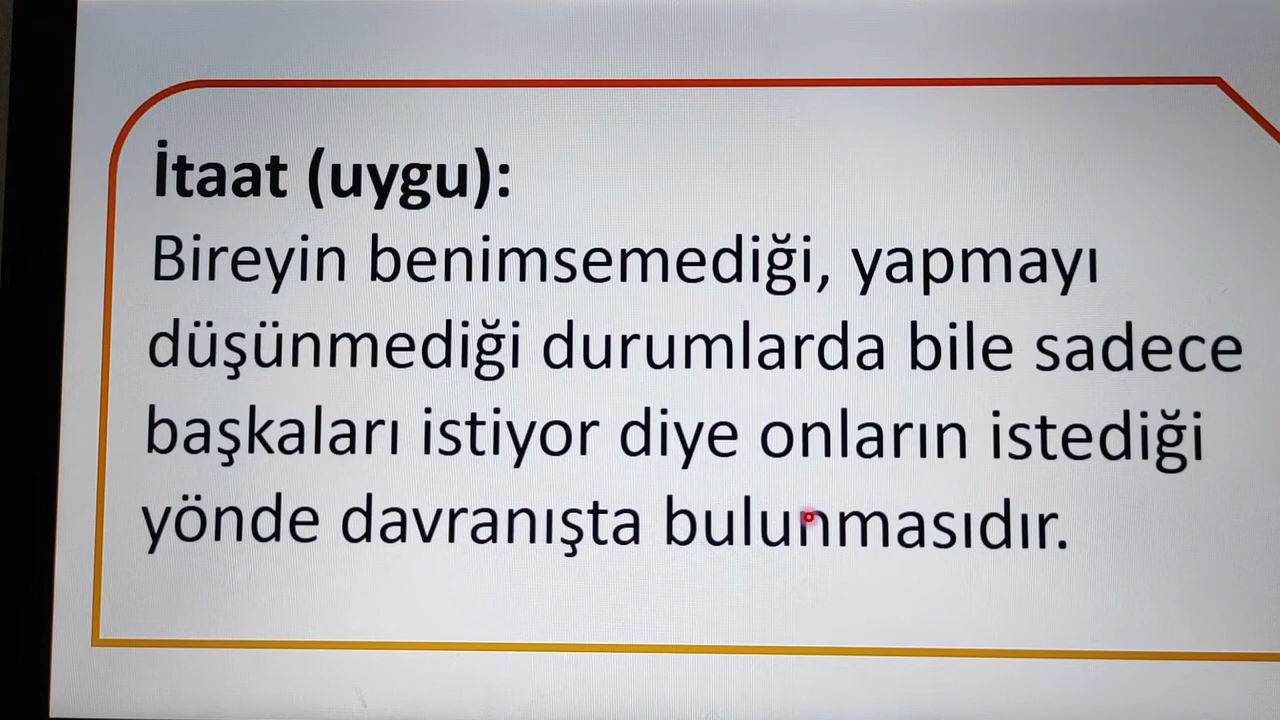 İtaat (uygu):
Bireyin benimsemediği, yapmayı
düşünmediği durumlarda bile sadece
başkaları istiyor diye onların istediği
yönde davranışta bulunmasıdır.